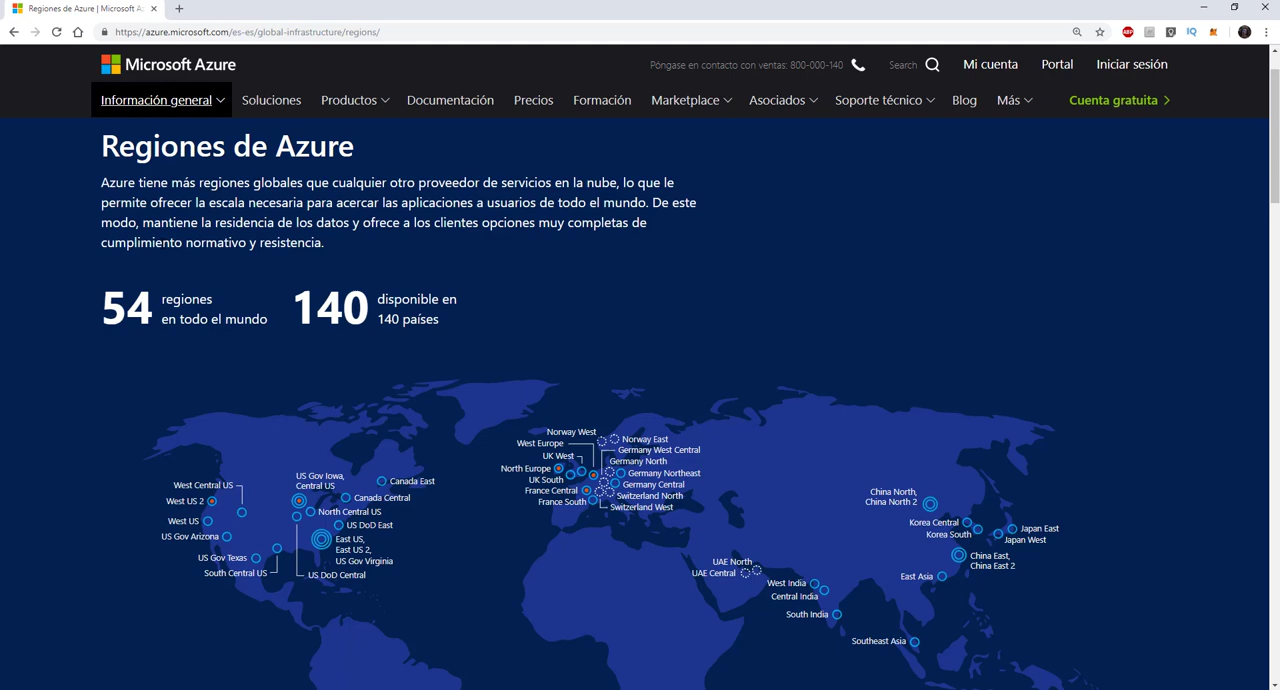 Regiones de Azure | Microsoft A
https://azure.microsoft.com/es-es/global-infrastructure/regions/
ABP
IQ
Microsoft Azure
Póngase en contacto con ventas: 800-000-140
Search
Mi cuenta
Portal
Iniciar sesión
Información general
Soluciones
Productos
Documentación
Precios
Formación
Marketplace
Asociados
Soporte técnico
Blog
Más
Cuenta gratuita
Regiones de Azure
Azure tiene más regiones globales que cualquier otro proveedor de servicios en la nube, lo que le
permite ofrecer la escala necesaria para acercar las aplicaciones a usuarios de todo el mundo. De este
modo, mantiene la residencia de los datos y ofrece a los clientes opciones muy completas de
cumplimiento normativo y resistencia.
54
regiones
en todo el mundo
140
disponible en
140 países
West Central US
West US 2
West US
US Gov Arizona
US Gov Texas
South Central US
US Gov Iowa,
Central US
Canada East
Canada Central
North Central US
US DoD East
East US,
East US 2,
US Gov Virginia
US DoD Central
Norway West
West Europe
UK West
North Europe
UK South
France Central
France South
Norway East
Germany West Central
Germany North
Germany Northeast
Germany Central
Switzerland North
Switzerland West
UAE North
UAE Central
West India
Central India
South India
China North,
China North 2
Korea Central
Korea South
Japan East
Japan West
China East,
China East 2
East Asia
Southeast Asia